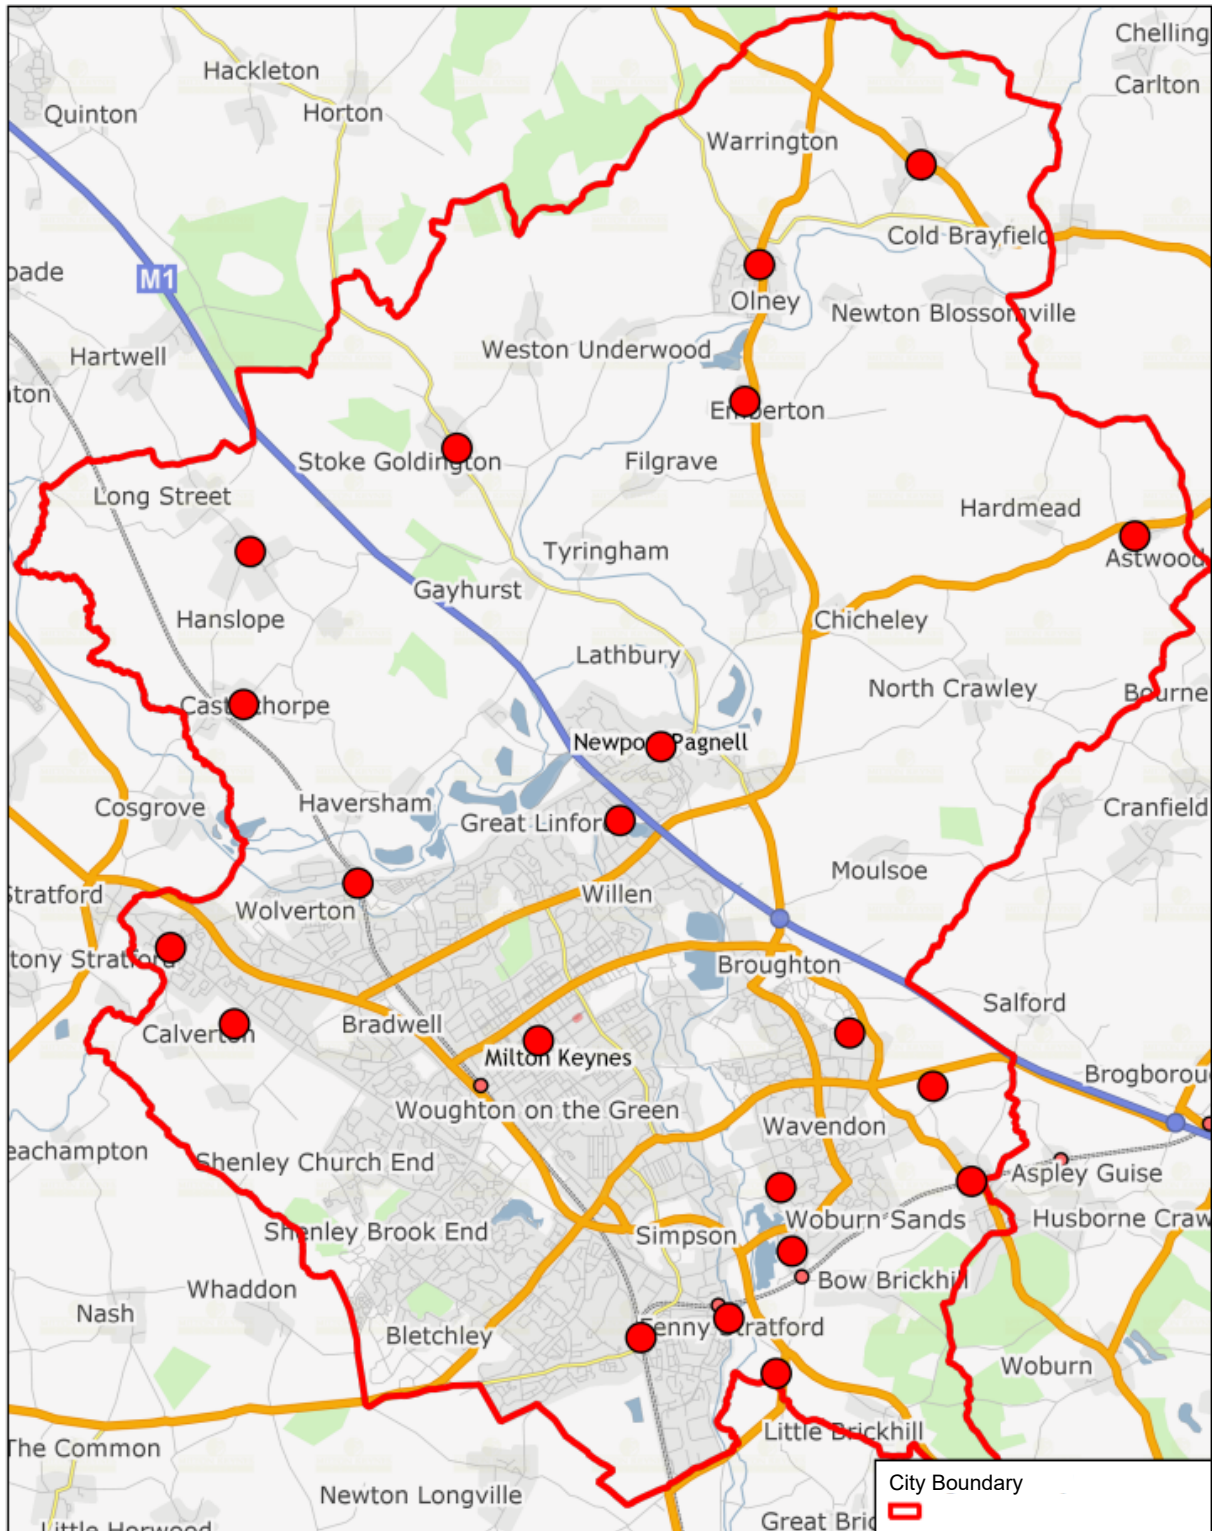 Chelling
Hackleton
Carlton
Quinton
Horton
Warrington
Cold Brayfield
oade
M1
Olney
Newton Blossomville
Hartwell
Weston Underwood
ton
Emberton
Stoke Goldington
Filgrave
Long Street
Hardmead
Tyringham
Astwood
Gayhurst
Hanslope
Chicheley
Lathbury
North Crawley
Bourne
Castlethorpe
Newport Pagnell
Haversham
Cosgrove
Cranfield
Great Linford
Moulsoe
Stratford
Willen
Wolverton
tony Stratford
Broughton
Salford
Calverton
Bradwell
Milton Keynes
Brogborou
Woughton on the Green
Wavendon
eachampton
Shenley Church End
Aspley Guise
Woburn Sands
Husborne Craw
Shenley Brook End
Simpson
Whaddon
Bow Brickhill
Nash
Bletchley
Fenny Stratford
Woburn
Little Brickhill
The Common
City Boundary
Newton Longville
Great Bric
Little Horwood